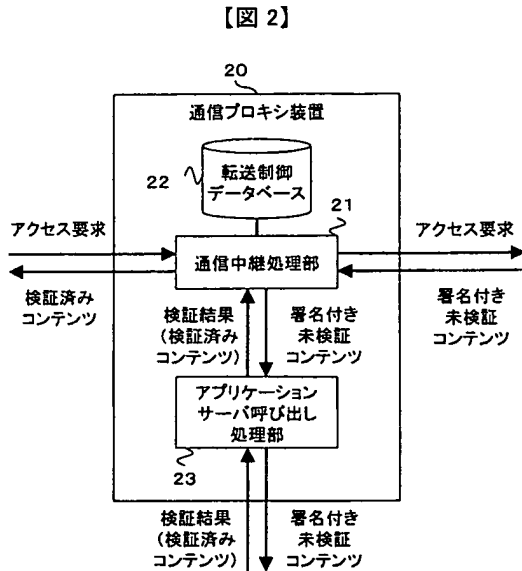 【図2】
20
通信プロキシ装置
22
転送制御
データベース
21
アクセス要求
アクセス要求
通信中継処理部
検証済み
コンテンツ
署名付き
未検証
コンテンツ
検証結果
(検証済み
コンテンツ)
署名付き
未検証
コンテンツ
アプリケーション
サーバ呼び出し
処理部
23
検証結果
(検証済み
コンテンツ)
署名付き
未検証
コンテンツ